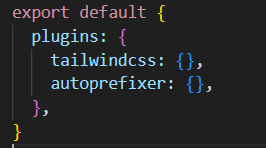 export default {
  plugins: {
    tailwindcss: {},
    autoprefixer: {},
  },
}